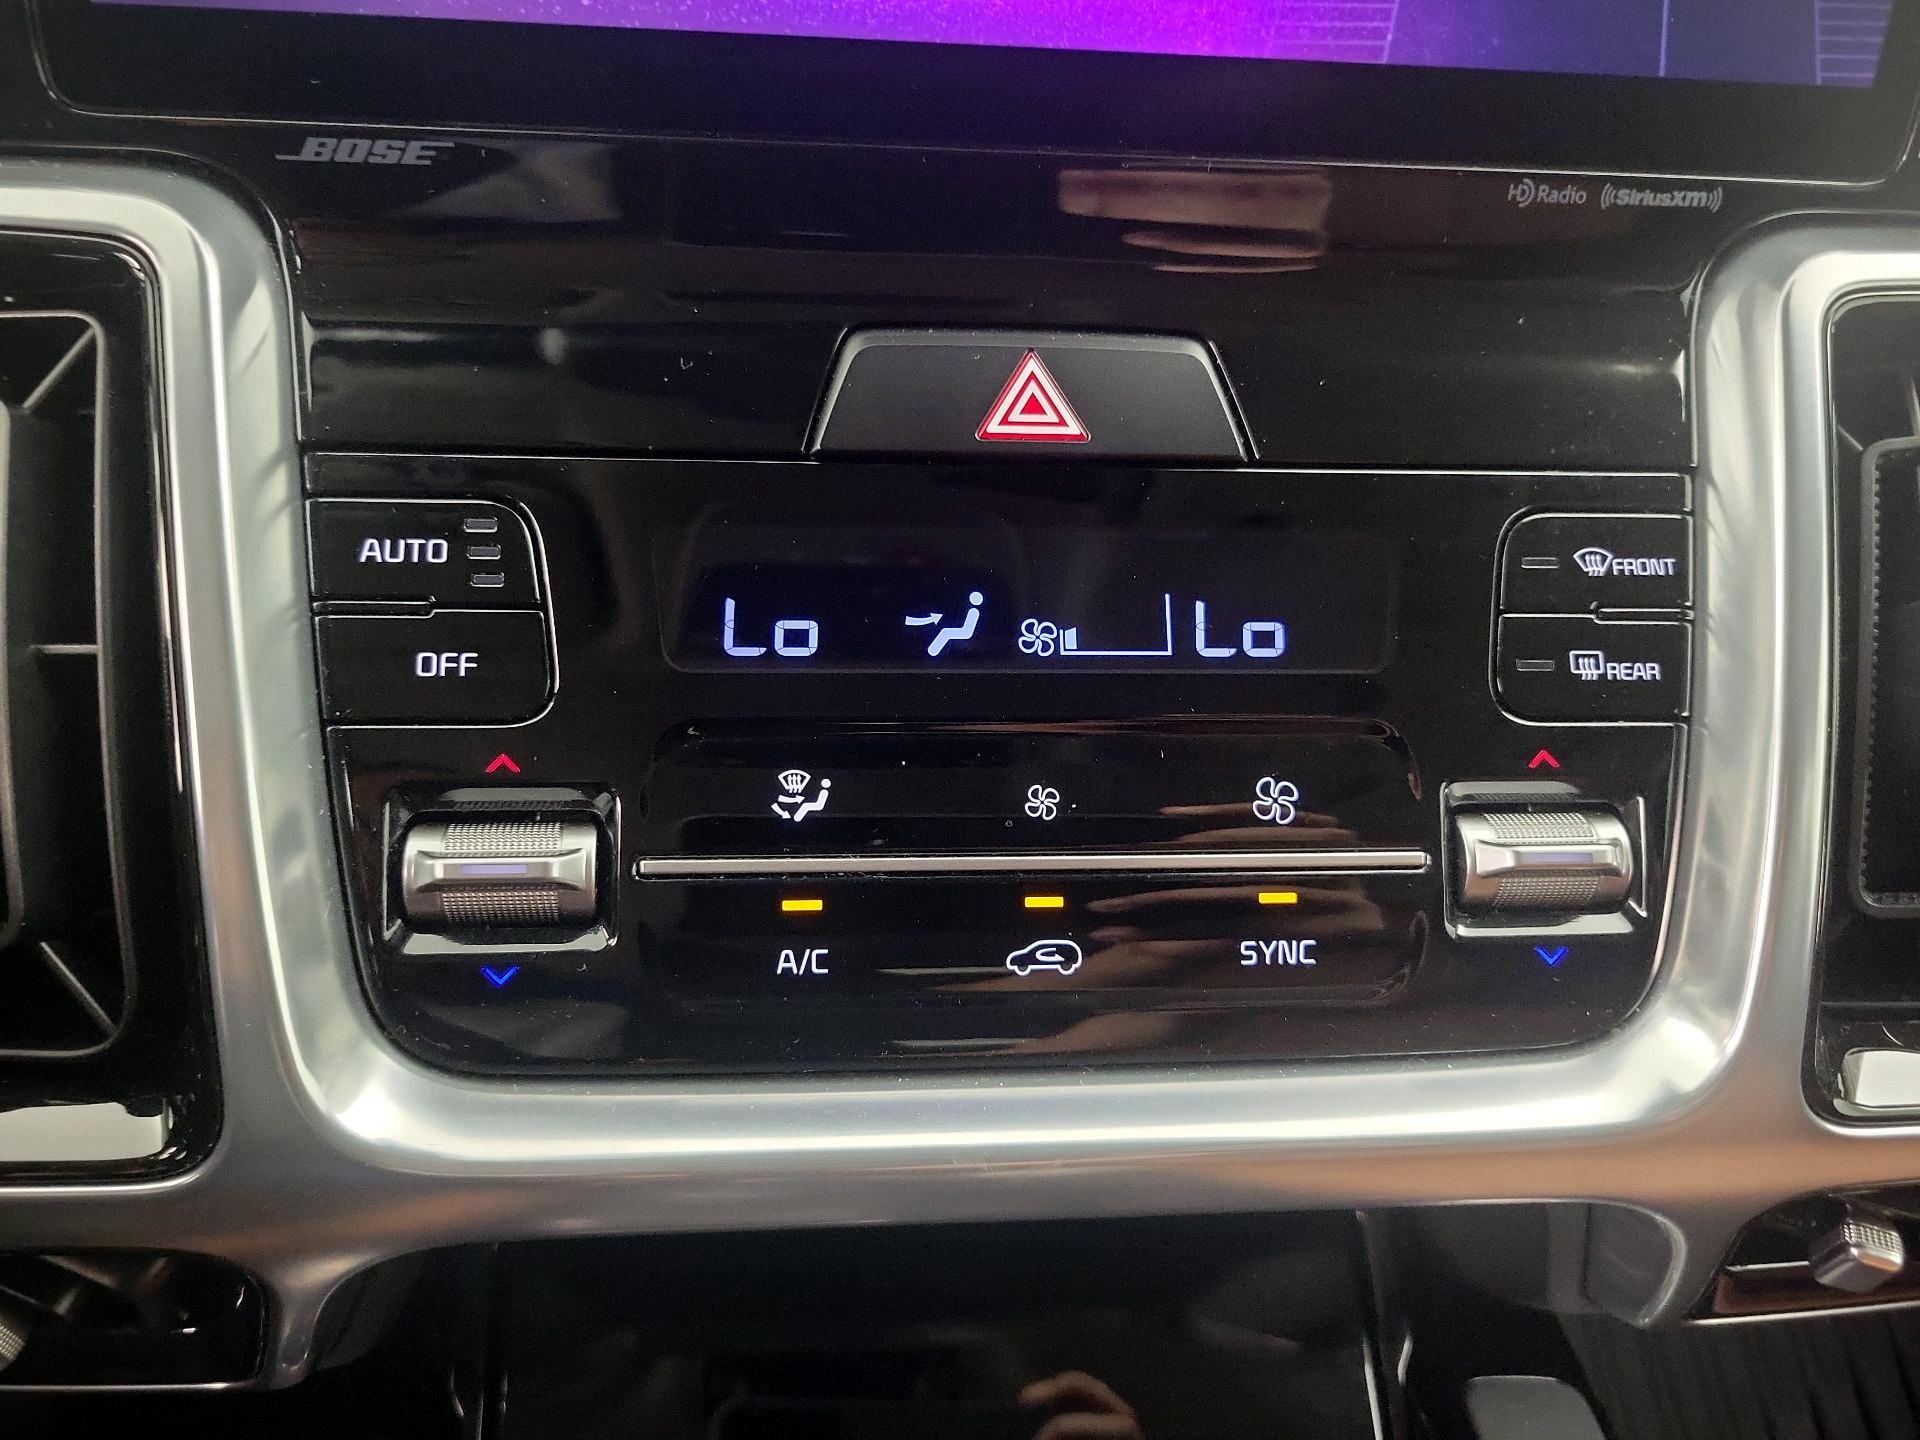 BOSE
HD Radio ((SiriusXM))
AUTO
FRONT
Lo Lo
OFF
REAR
A/C
SYNC